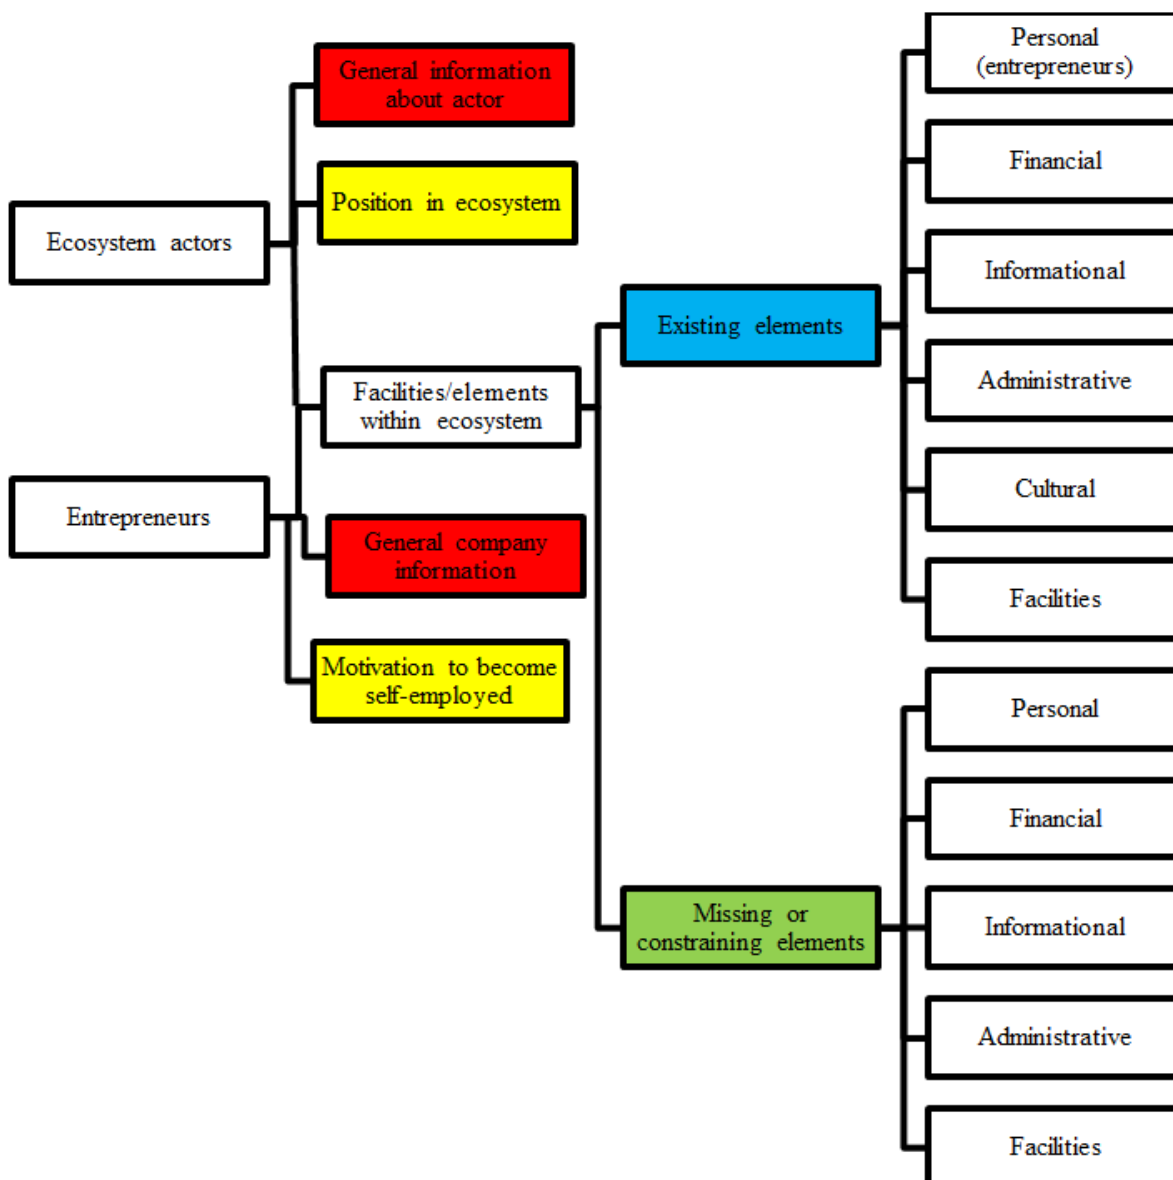 Ecosystem actors
Entrepreneurs
General information
about actor
Position in ecosystem
Facilities/elements
within ecosystem
General company
information
Motivation to become
self-employed
Existing elements
Missing or
constraining elements
Personal
(entrepreneurs)
Financial
Informational
Administrative
Cultural
Facilities
Personal
Financial
Informational
Administrative
Facilities